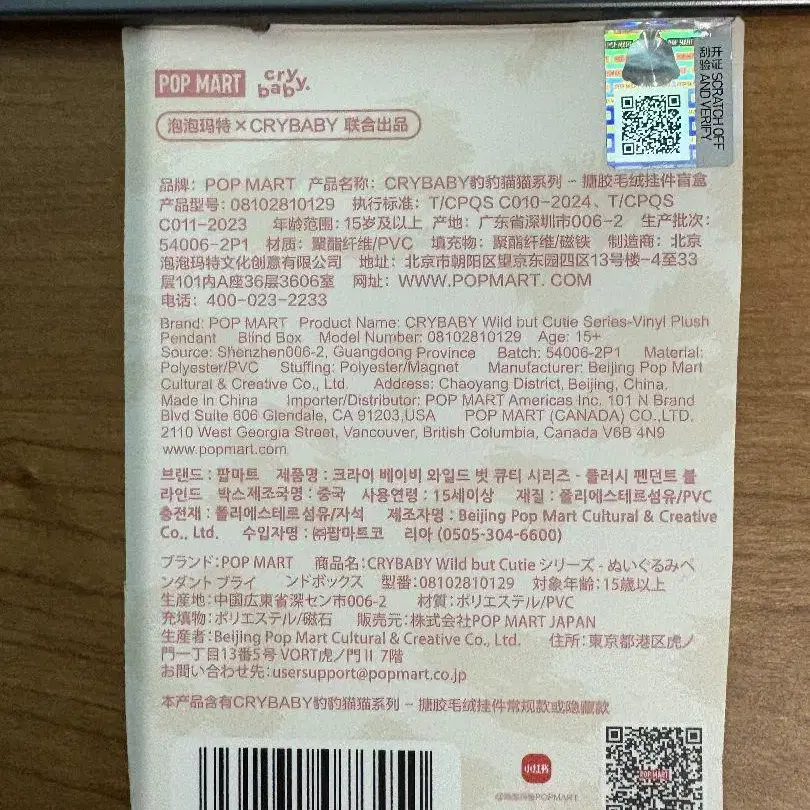 POP MART cry baby.
泡泡玛特×CRYBABY 联合出品
POP MART
开证 SCRATCH OFF
刮验 AND VERIFY
品牌：POP MART 产品名称：CRYBABY豹豹猫猫系列 - 搪胶毛绒挂件盲盒
产品型号：08102810129 执行标准：T/CPQS C010-2024、T/CPQS
C011-2023 年龄范围：15岁及以上 产地：广东省深圳市006-2 生产批次：
54006-2P1 材质：聚酯纤维/PVC 填充物：聚酯纤维/磁铁 制造商：北京
泡泡玛特文化创意有限公司 地址：北京市朝阳区望京东园四区13号楼-4至33
层101内A座36层3606室 网址：WWW.POPMART. COM
电话：400-023-2233
Brand: POP MART Product Name: CRYBABY Wild but Cutie Series-Vinyl Plush
Pendant Blind Box Model Number: 08102810129 Age: 15+
Source: Shenzhen006-2, Guangdong Province Batch: 54006-2P1 Material:
Polyester/PVC Stuffing: Polyester/Magnet Manufacturer: Beijing Pop Mart
Cultural & Creative Co., Ltd. Address: Chaoyang District, Beijing, China.
Made In China Importer/Distributor: POP MART Americas Inc. 101 N Brand
Blvd Suite 606 Glendale, CA 91203,USA POP MART (CANADA) CO.,LTD.
2110 West Georgia Street, Vancouver, British Columbia, Canada V6B 4N9
www.popmart.com
브랜드 : 팝마트 제품명 : 크라이 베이비 와일드 벗 큐티 시리즈 - 플러시 펜던트 블
라인드 박스제조국명 : 중국 사용연령 : 15세이상 재질 : 폴리에스테르섬유/PVC
충전재 : 폴리에스테르섬유/자석 제조자명 : Beijing Pop Mart Cultural & Creative
Co., Ltd. 수입자명 : ㈜팝마트코 리아 (0505-304-6600)
ブランド：POP MART 商品名：CRYBABY Wild but Cutie シリーズ - ぬいぐるみペ
ンダント ブライ ンドボックス 型番：08102810129 対象年齢：15歳以上
生産地：中国広東省深セン市006-2 材質：ポリエステル/PVC
充填物：ポリエステル/磁石 販売元：株式会社POP MART JAPAN
生産者：Beijing Pop Mart Cultural & Creative Co., Ltd. 住所：東京都港区虎ノ
門一丁目13番5号 VORT虎ノ門Ⅱ 7階
お問い合わせ先：usersupport@popmart.co.jp
本产品含有CRYBABY豹豹猫猫系列 - 搪胶毛绒挂件常规款或隐藏款
小红书
POP MART